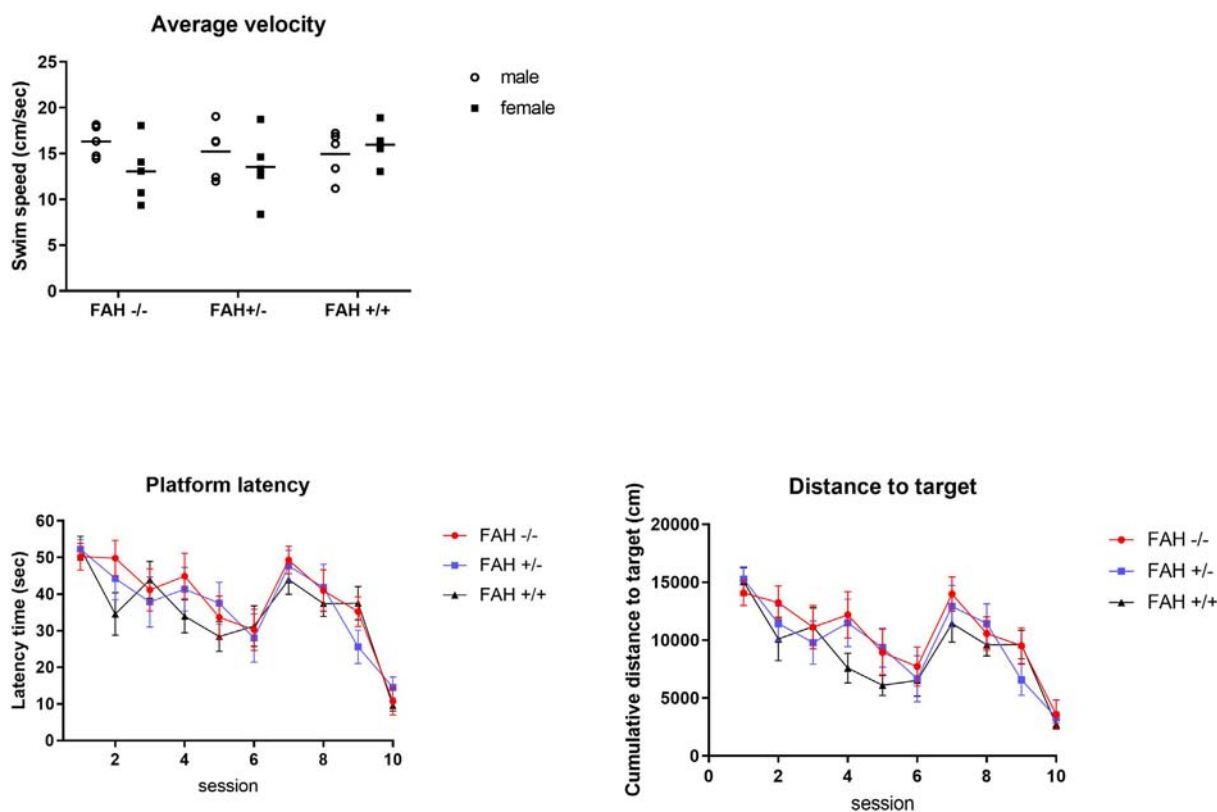 Average velocity
Swim speed (cm/sec)
25
20
15
10
5
0
FAH -/-
FAH+/-
FAH +/+
male
female
Platform latency
Latency time (sec)
60
50
40
30
20
10
0
2
4
6
8
10
session
FAH -/-
FAH +/-
FAH +/+
Distance to target
Cumulative distance to target (cm)
20000
15000
10000
5000
0
0
2
4
6
8
10
session
FAH -/-
FAH +/-
FAH +/+